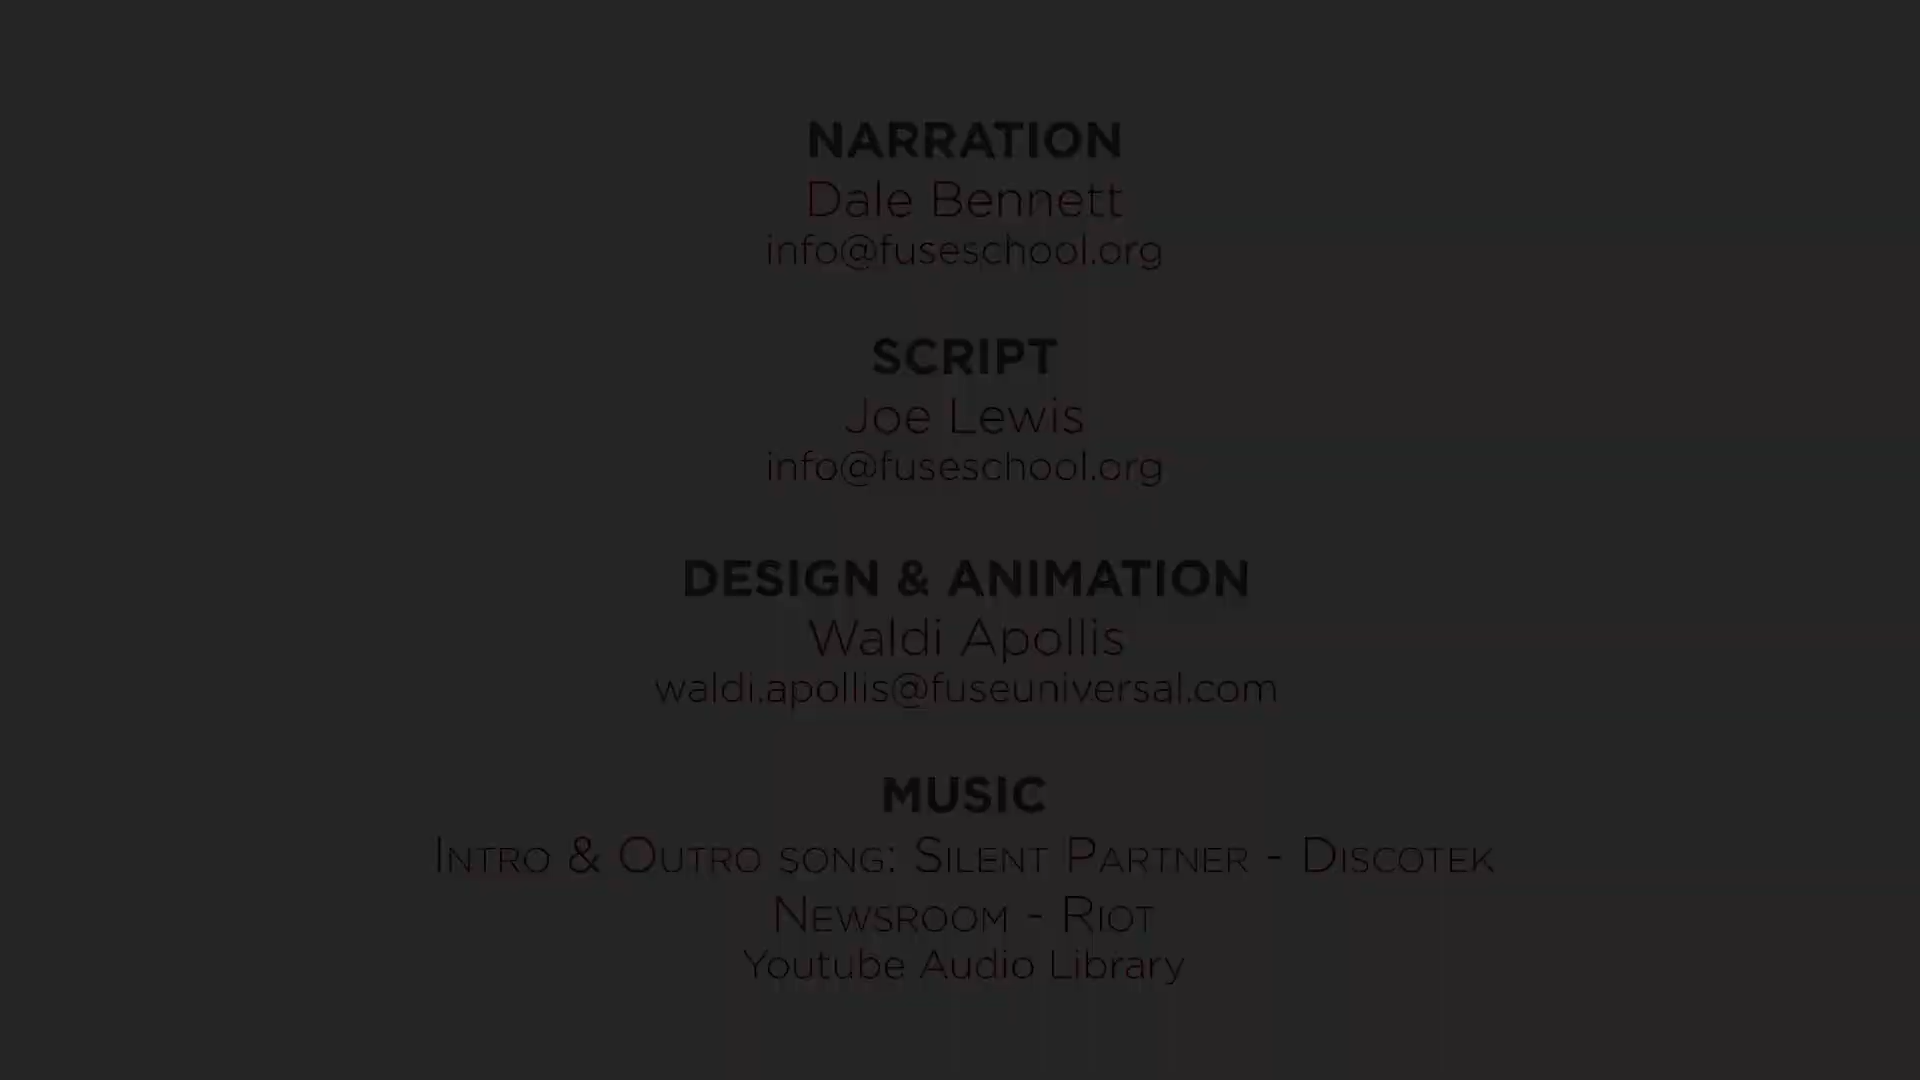 NARRATION
Dale Bennett
info@fuseschool.org
SCRIPT
Joe Lewis
info@fuseschool.org
DESIGN & ANIMATION
Waldi Apollis
waldi.apollis@fuseuniversal.com
MUSIC
INTRO & OUTRO SONG: SILENT PARTNER - DISCOTEK
NEWSROOM - RIOT
Youtube Audio Library